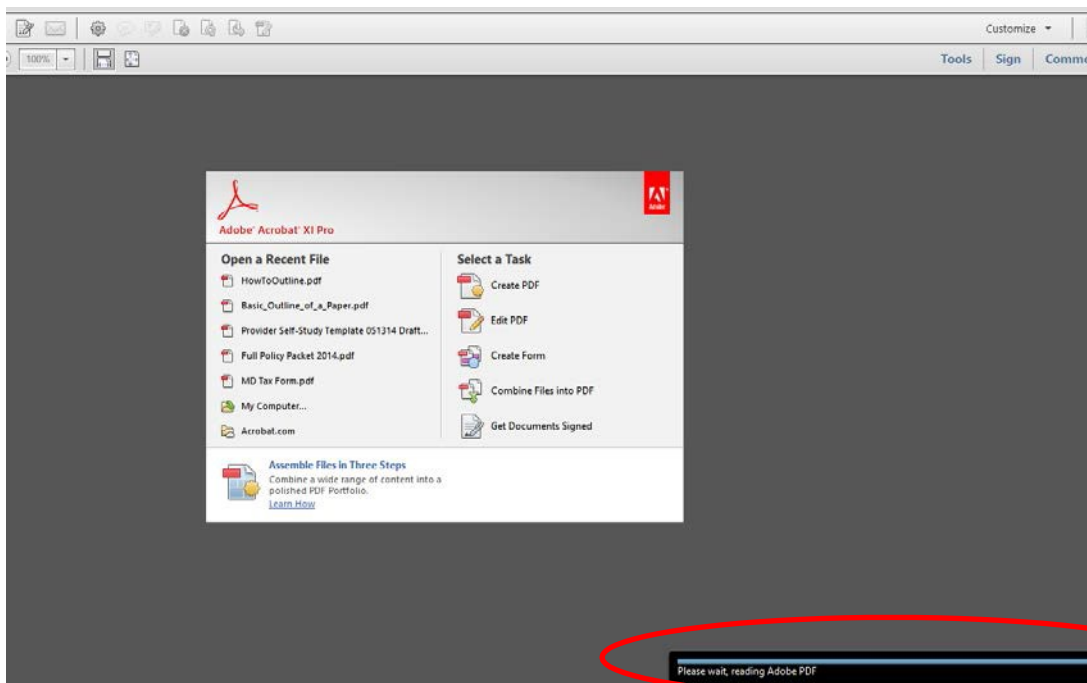 Customize
100%
Tools Sign Comme
Adobe
Adobe® Acrobat® XI Pro
Open a Recent File
HowToOutline.pdf
Basic_Outline_of_a_Paper.pdf
Provider Self-Study Template 051314 Draft...
Full Policy Packet 2014.pdf
MD Tax Form.pdf
My Computer...
Acrobat.com
Select a Task
Create PDF
Edit PDF
Create Form
Combine Files into PDF
Get Documents Signed
Assemble Files in Three Steps
Combine a wide range of content into a
polished PDF Portfolio.
Learn How
Please wait, reading Adobe PDF